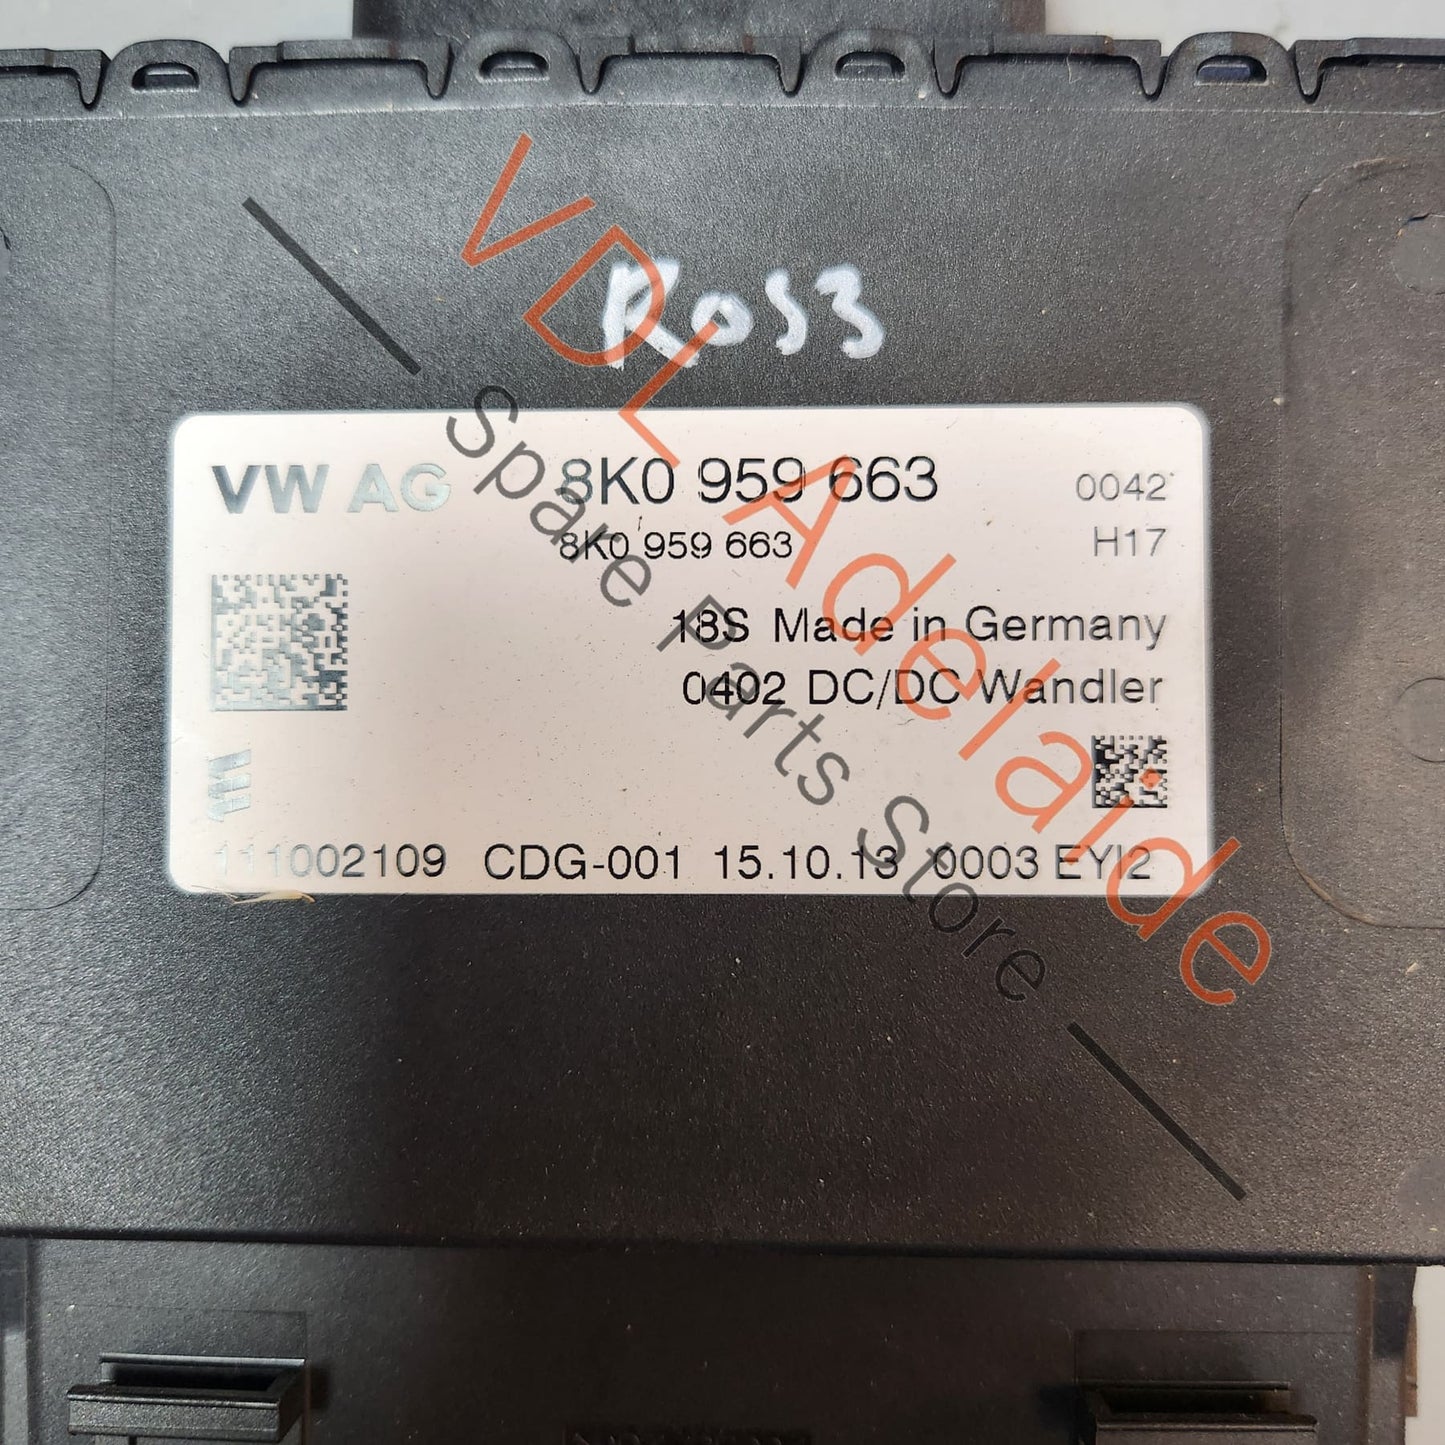 Ross
VW AG 8K0 959 663 0042
8K0 959 663 H17
18S Made in Germany
0402 DC/DC Wandler
111002109 CDG-001 15.10.13 0003 EYI2
VDL Adelaide
Spare Parts Store